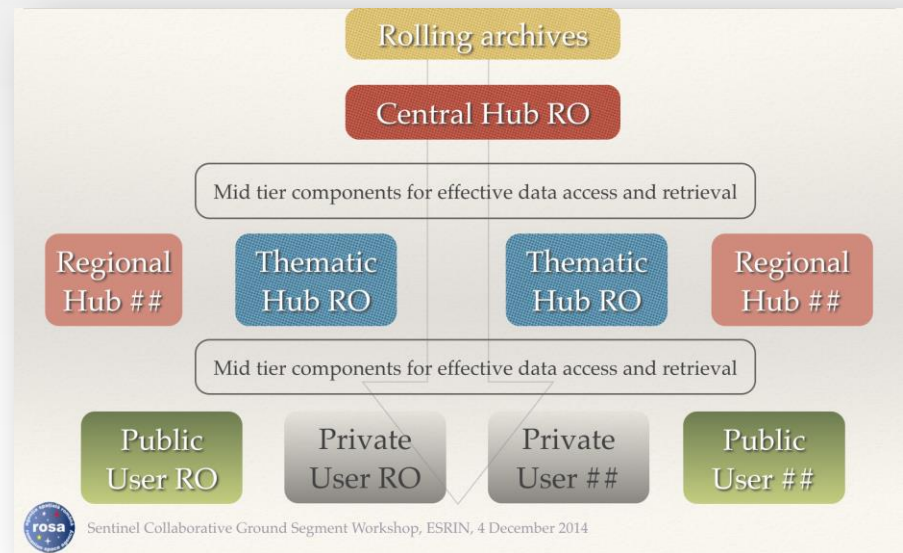 Rolling archives
Central Hub RO
Mid tier components for effective data access and retrieval
Regional
Hub ##
Thematic
Hub RO
Thematic
Hub RO
Regional
Hub ##
Mid tier components for effective data access and retrieval
Public
User RO
Private
User RO
Private
User ##
Public
User ##
rosa
Sentinel Collaborative Ground Segment Workshop, ESRIN, 4 December 2014